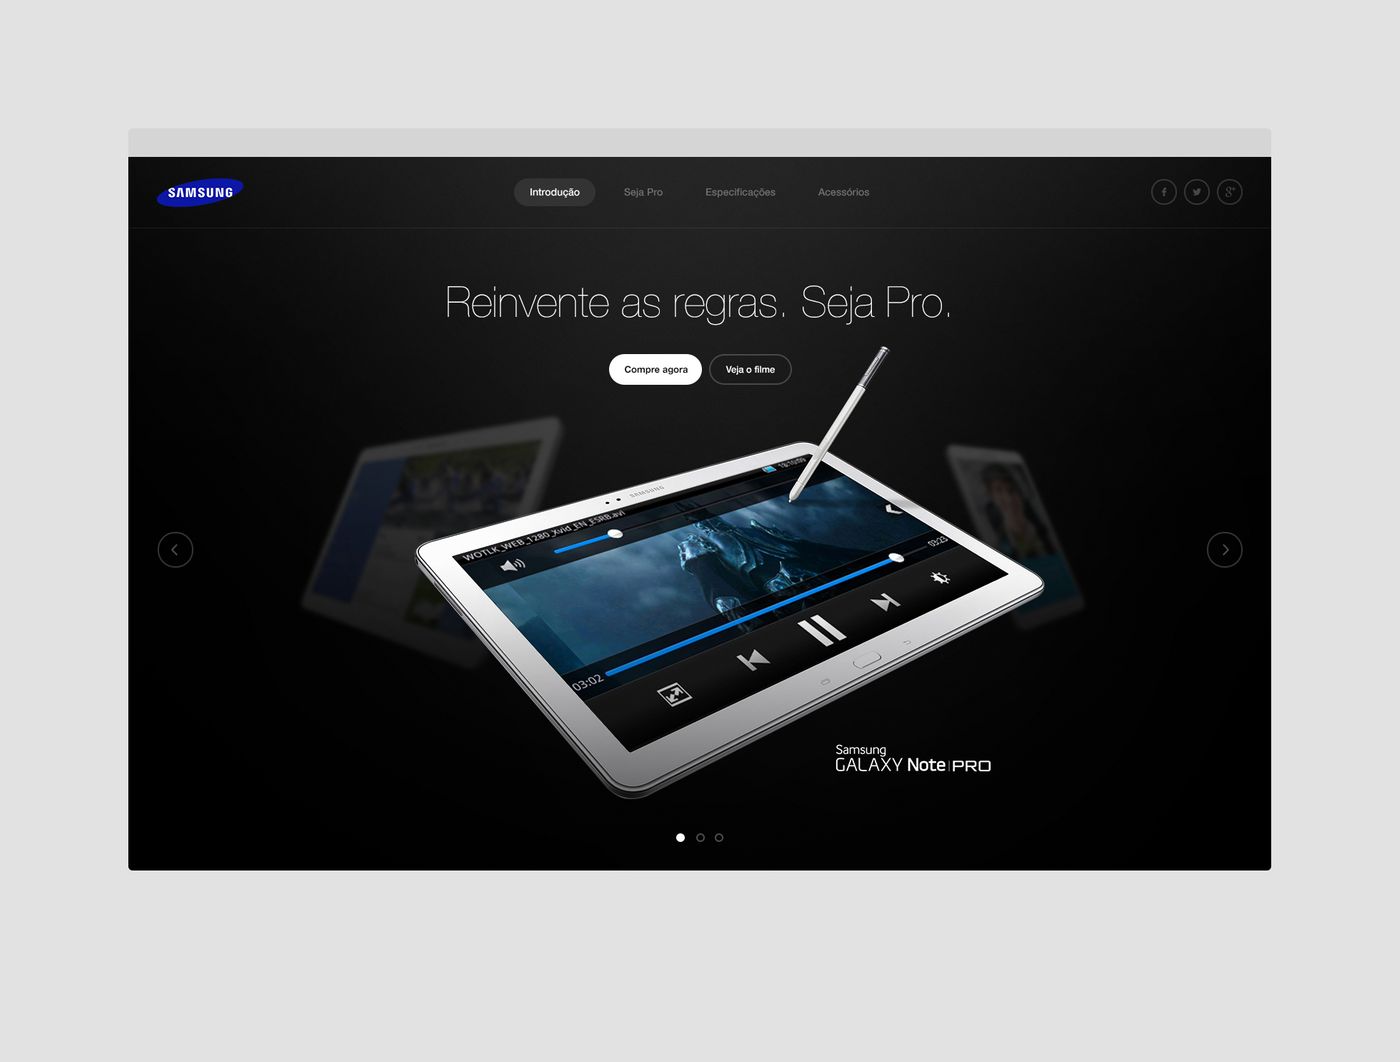 SAMSUNG
Introdução
Seja Pro
Especificações
Acessórios
Reinvente as regras. Seja Pro.
Compre agora
Veja o filme
SAMSUNG
WOTLK_WEB_1280_Xvid_EN_ESRB.avi
03:23
03:02
Samsung
GALAXY Note PRO